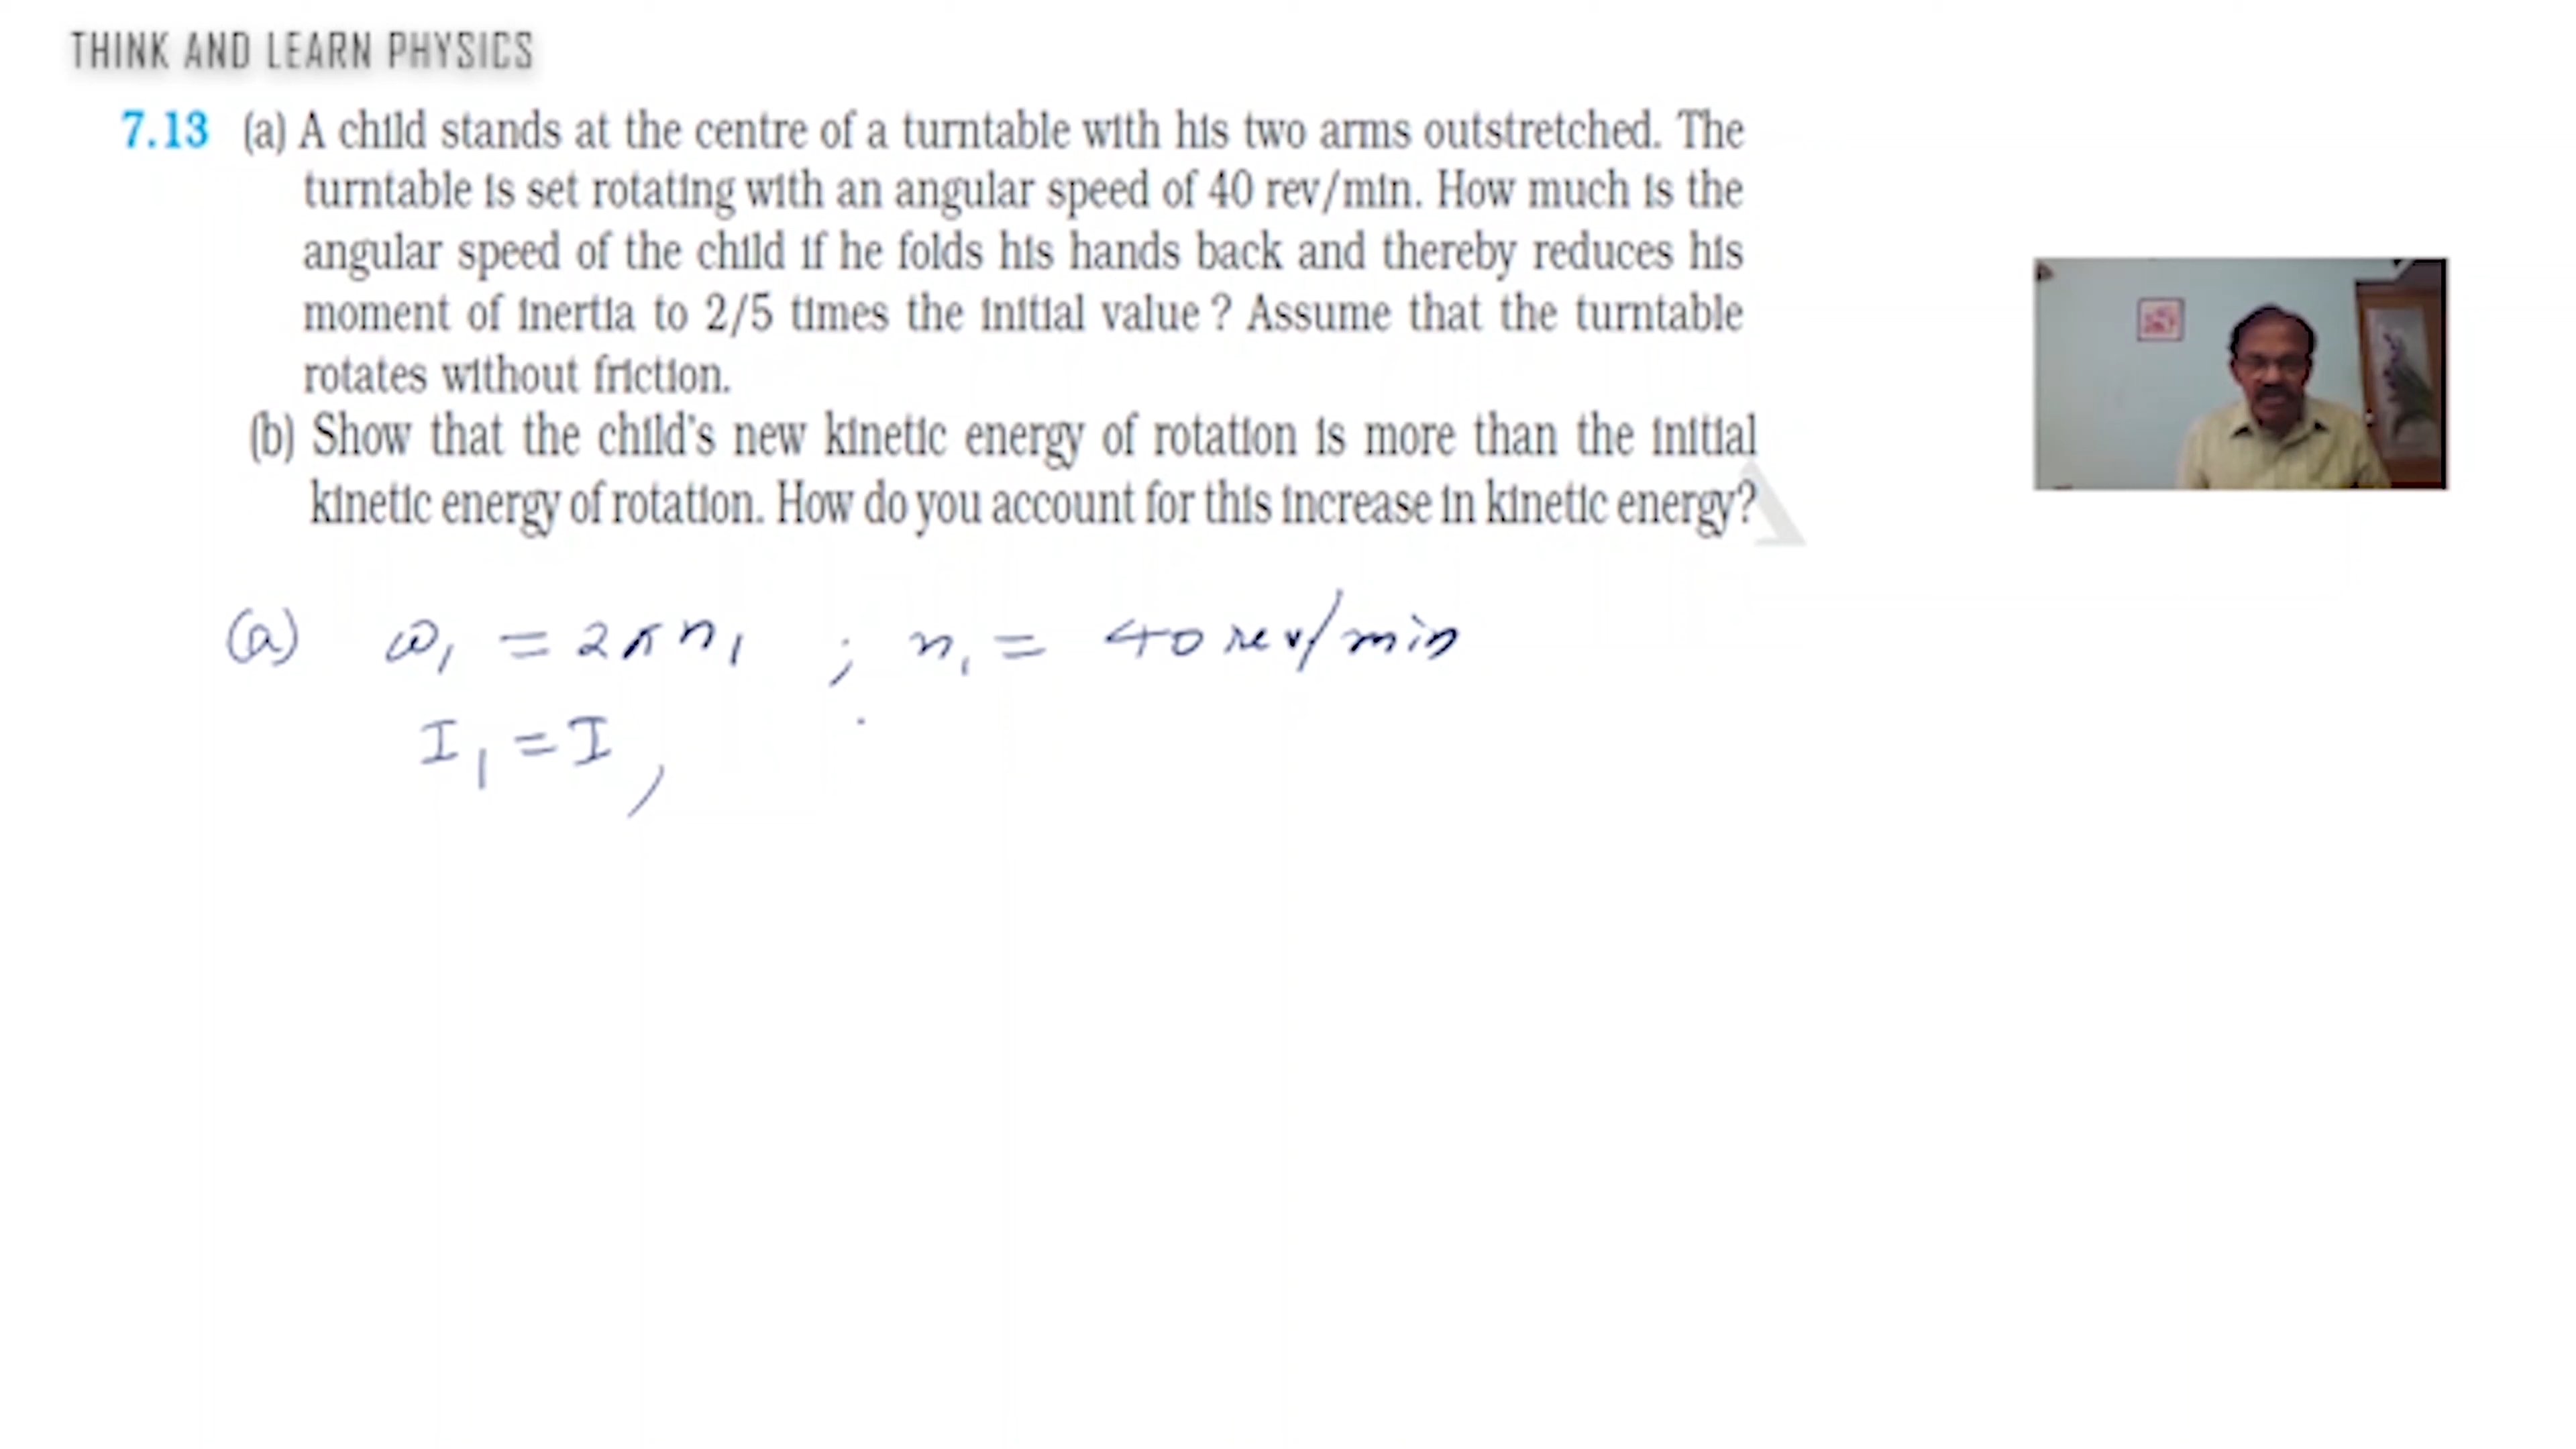 THINK AND LEARN PHYSICS
7.13 (a) A child stands at the centre of a turntable with his two arms outstretched. The
turntable is set rotating with an angular speed of 40 rev/min. How much is the
angular speed of the child if he folds his hands back and thereby reduces his
moment of inertia to 2/5 times the initial value ? Assume that the turntable
rotates without friction.
(b) Show that the child's new kinetic energy of rotation is more than the initial
kinetic energy of rotation. How do you account for this increase in kinetic energy?
(a) ω₁ = 2πn₁ ; n₁ = 40 rev/min
I₁ = I ,